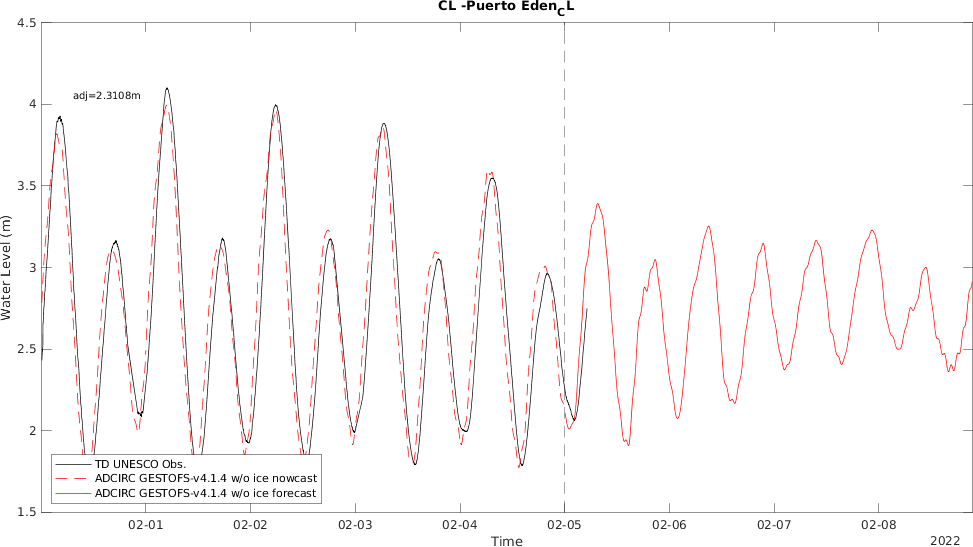 CL -Puerto Eden_CL
adj=2.3108m
4.5
4
3.5
3
2.5
2
1.5
Water Level (m)
TD UNESCO Obs.
ADCIRC GESTOFS-v4.1.4 w/o ice nowcast
ADCIRC GESTOFS-v4.1.4 w/o ice forecast
02-01 02-02 02-03 02-04 02-05 02-06 02-07 02-08
Time
2022